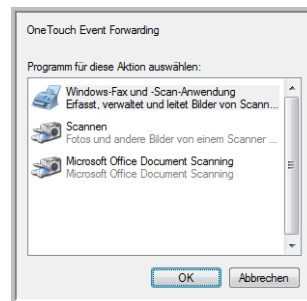 OneTouch Event Forwarding
Programm für diese Aktion auswählen:
Windows-Fax und -Scan-Anwendung
Erfasst, verwaltet und leitet Bilder von Scann...
Scannen
Fotos und andere Bilder von einem Scanner ...
Microsoft Office Document Scanning
Microsoft Office Document Scanning
OK Abbrechen